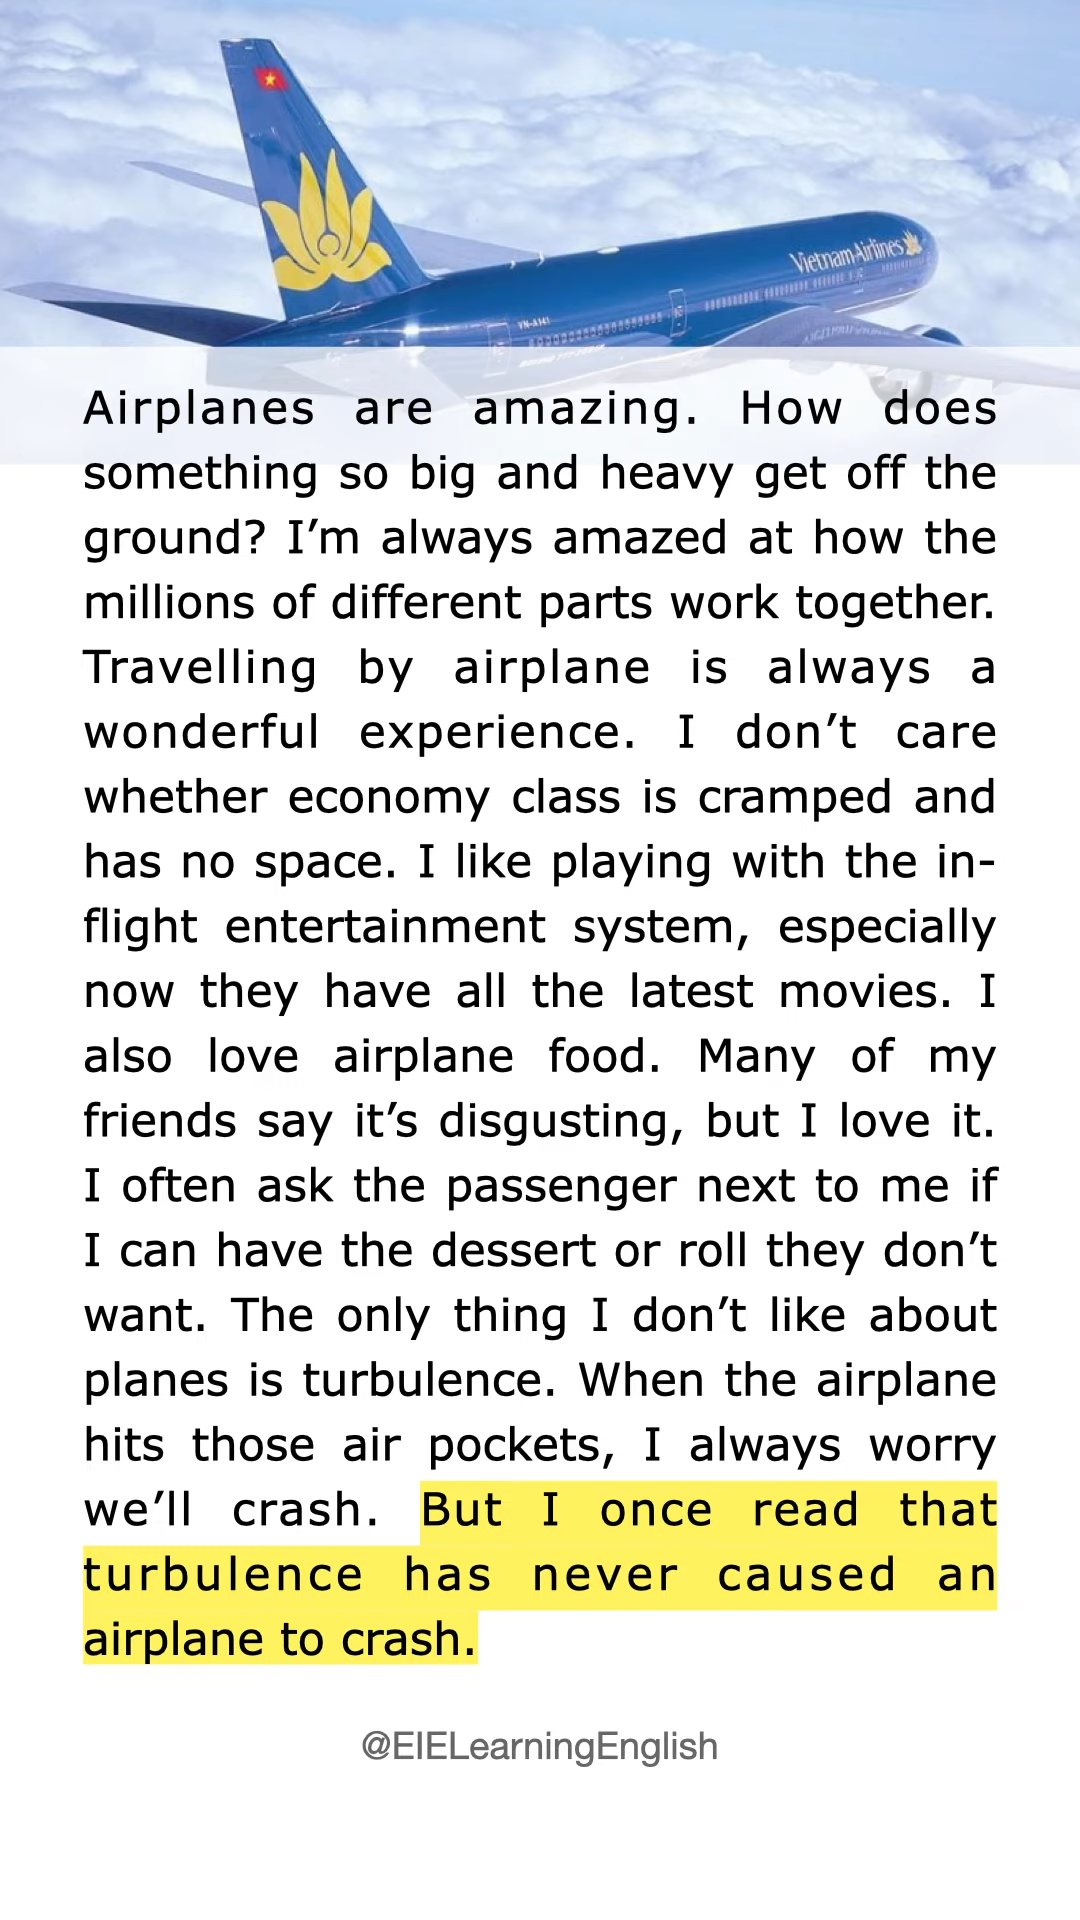 Vietnam Airlines
VN-A141
Airplanes are amazing. How does
something so big and heavy get off the
ground? I’m always amazed at how the
millions of different parts work together.
Travelling by airplane is always a
wonderful experience. I don’t care
whether economy class is cramped and
has no space. I like playing with the in-
flight entertainment system, especially
now they have all the latest movies. I
also love airplane food. Many of my
friends say it’s disgusting, but I love it.
I often ask the passenger next to me if
I can have the dessert or roll they don’t
want. The only thing I don’t like about
planes is turbulence. When the airplane
hits those air pockets, I always worry
we’ll crash. But I once read that
turbulence has never caused an
airplane to crash.
@EIELearningEnglish